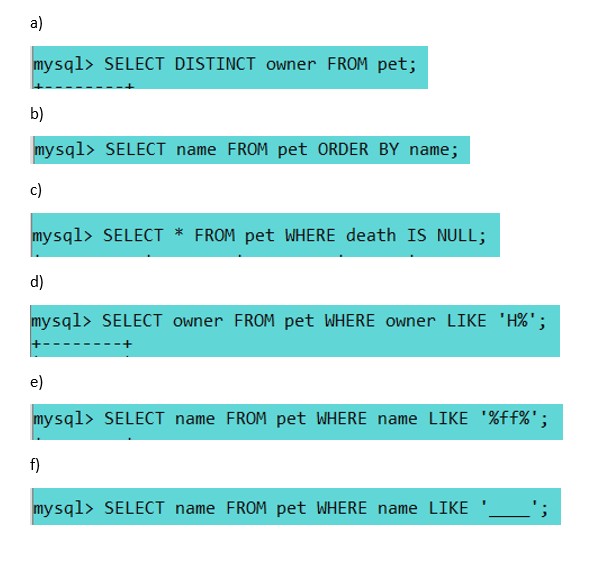 a)
mysql> SELECT DISTINCT owner FROM pet;
+--------+
b)
mysql> SELECT name FROM pet ORDER BY name;
c)
mysql> SELECT * FROM pet WHERE death IS NULL;
d)
mysql> SELECT owner FROM pet WHERE owner LIKE 'H%';
+--------+
e)
mysql> SELECT name FROM pet WHERE name LIKE '%ff%';
f)
mysql> SELECT name FROM pet WHERE name LIKE '____';